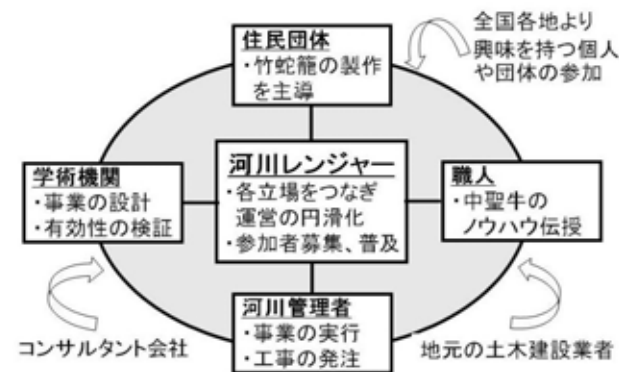 住民団体
・竹蛇籠の製作
を主導
全国各地より
興味を持つ個人
や団体の参加
学術機関
・事業の設計
・有効性の検証
河川レンジャー
・各立場をつなぎ
運営の円滑化
・参加者募集、普及
職人
・中聖牛の
ノウハウ伝授
河川管理者
・事業の実行
・工事の発注
コンサルタント会社
地元の土木建設業者